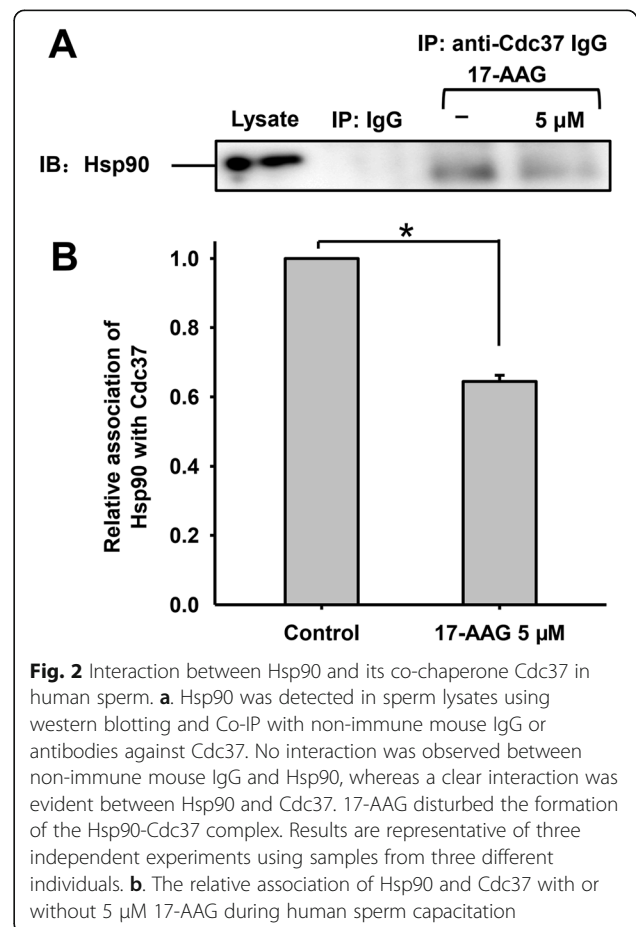 A
IP: anti-Cdc37 IgG
17-AAG
Lysate IP: IgG – 5 µM
IB: Hsp90
B
*
Relative association of
Hsp90 with Cdc37
1.0
0.8
0.6
0.4
0.2
0.0
Control 17-AAG 5 µM
Fig. 2 Interaction between Hsp90 and its co-chaperone Cdc37 in
human sperm. a. Hsp90 was detected in sperm lysates using
western blotting and Co-IP with non-immune mouse IgG or
antibodies against Cdc37. No interaction was observed between
non-immune mouse IgG and Hsp90, whereas a clear interaction was
evident between Hsp90 and Cdc37. 17-AAG disturbed the formation
of the Hsp90-Cdc37 complex. Results are representative of three
independent experiments using samples from three different
individuals. b. The relative association of Hsp90 and Cdc37 with or
without 5 µM 17-AAG during human sperm capacitation